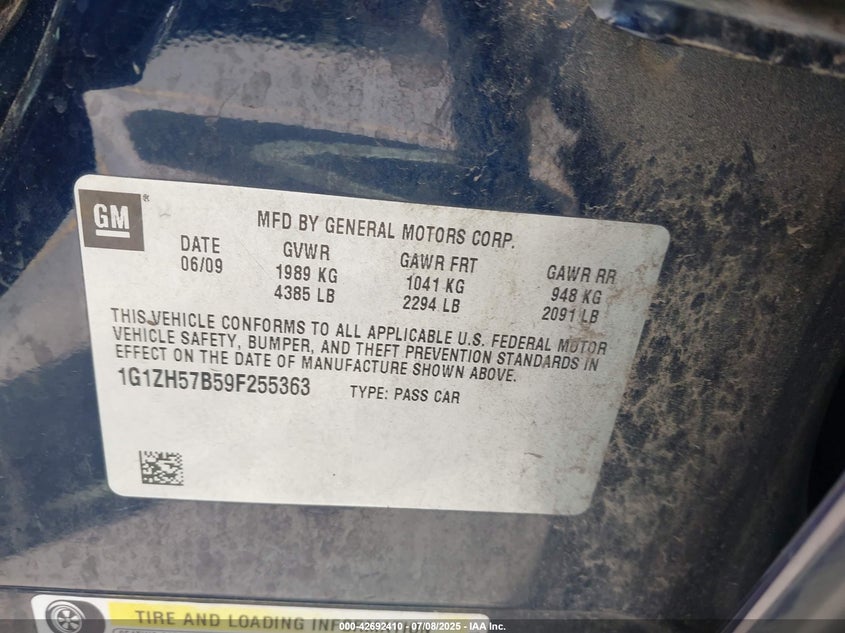 GM ®
MFD BY GENERAL MOTORS CORP.
DATE GVWR GAWR FRT GAWR RR
06/09 1989 KG 1041 KG 948 KG
4385 LB 2294 LB 2091 LB
THIS VEHICLE CONFORMS TO ALL APPLICABLE U.S. FEDERAL MOTOR
VEHICLE SAFETY, BUMPER, AND THEFT PREVENTION STANDARDS IN
EFFECT ON THE DATE OF MANUFACTURE SHOWN ABOVE.
1G1ZH57B59F255363 TYPE: PASS CAR
TIRE AND LOADING INFORMATION
000-42692410 - 07/08/2025 - IAA Inc.